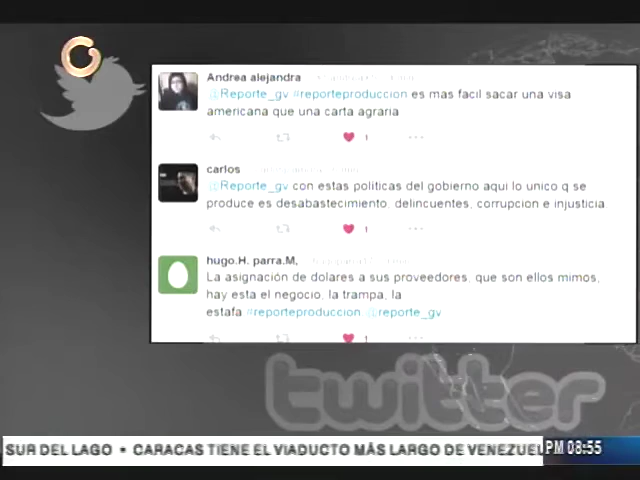 Andrea alejandra
@Reporte_gv #reporteproduccion es mas facil sacar una visa
americana que una carta agraria
1
carlos
@Reporte_gv con estas politicas del gobierno aqui lo unico q se
produce es desabastecimiento. delincuentes, corrupcion e injusticia
1
hugo.H. parra.M,
La asignación de dolares a sus proveedores, que son ellos mimos,
hay esta el negocio, la trampa, la
estafa #reporteproduccion @reporte_gv
1
twitter
SUR DEL LAGO • CARACAS TIENE EL VIADUCTO MÁS LARGO DE VENEZUEL
PM 08:55